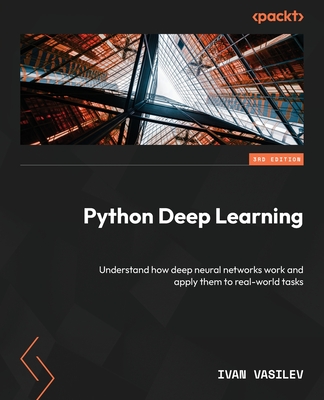 <packt>
3RD EDITION
Python Deep Learning
Understand how deep neural networks work and
apply them to real-world tasks
IVAN VASILEV